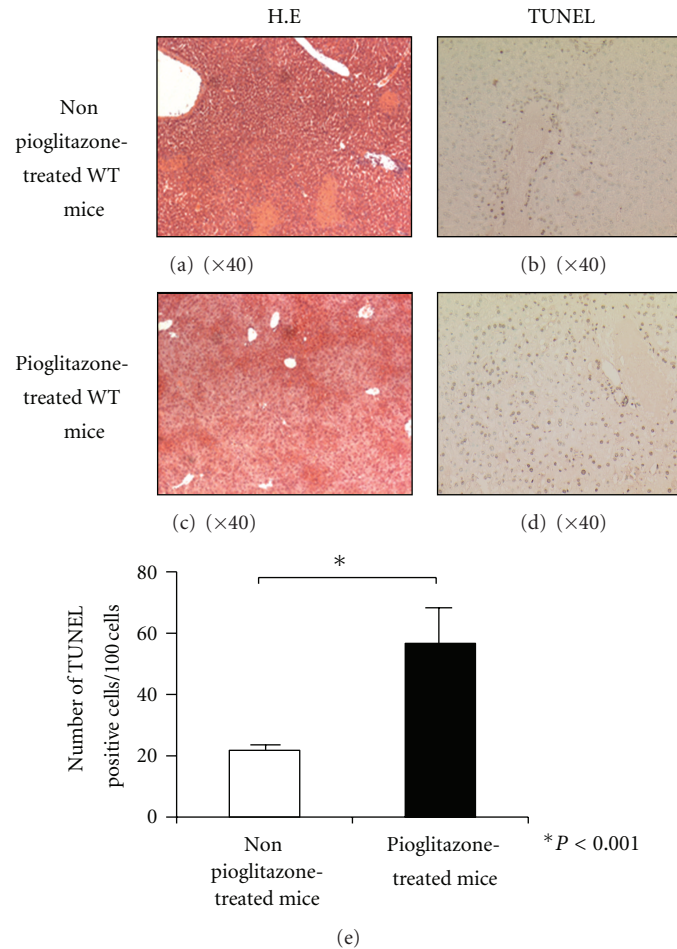 H.E
TUNEL
Non
pioglitazone-
treated WT
mice
(a) (×40)
(b) (×40)
Pioglitazone-
treated WT
mice
(c) (×40)
(d) (×40)
Number of TUNEL
positive cells/100 cells
80
60
40
20
0
*
Non
pioglitazone-
treated mice
Pioglitazone-
treated mice
*P < 0.001
(e)